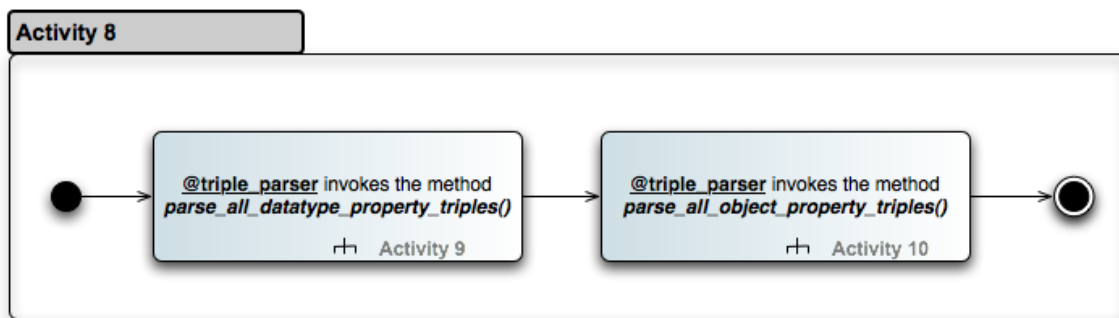 Activity 8
@triple_parser invokes the method
parse_all_datatype_property_triples()
Activity 9
@triple_parser invokes the method
parse_all_object_property_triples()
Activity 10